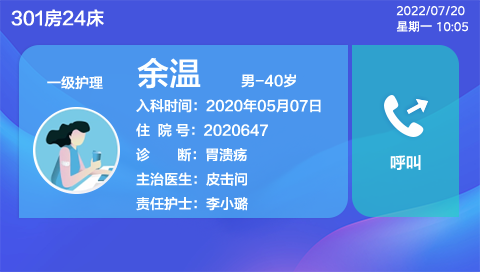 301房24床
2022/07/20
星期一 10:05
一级护理
余温 男-40岁
入科时间：2020年05月07日
住 院 号：2020647
诊 断：胃溃疡
主治医生：皮击问
责任护士：李小璐
呼叫